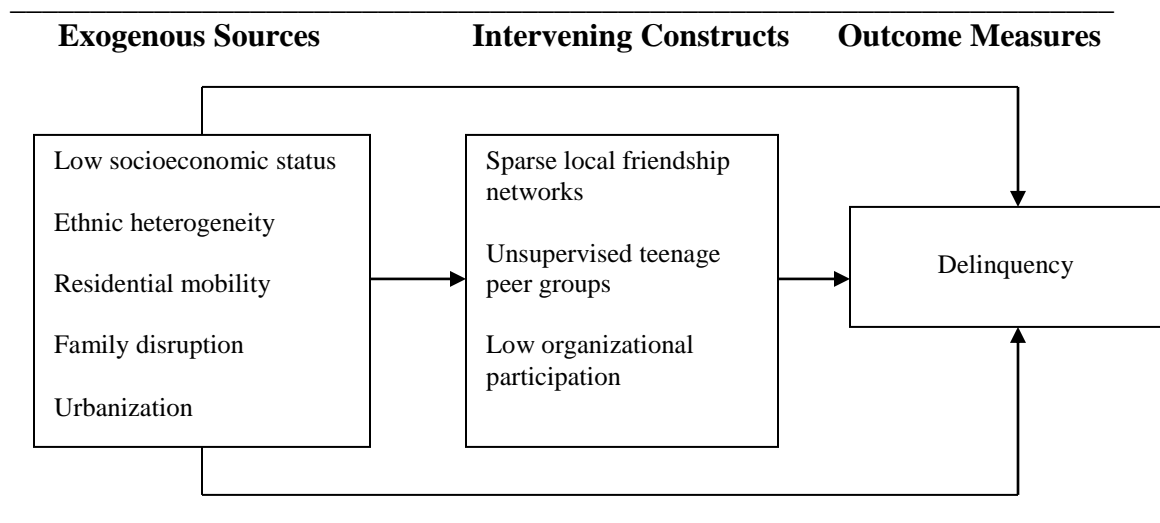 Exogenous Sources Intervening Constructs Outcome Measures
Low socioeconomic status
Ethnic heterogeneity
Residential mobility
Family disruption
Urbanization
Sparse local friendship
networks
Unsupervised teenage
peer groups
Low organizational
participation
Delinquency